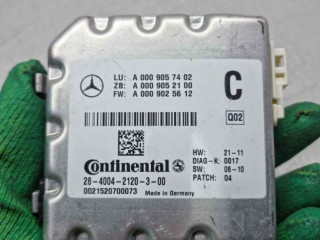 LU: A 000 905 74 02
ZB: A 000 905 21 00
FW: A 000 902 56 12
C
Q02
Continental
HW: 21-11
DIAG-K: 0017
SW: 08-10
PATCH: 04
28-4004-2120-3-00
0021520700073 Made in Germany